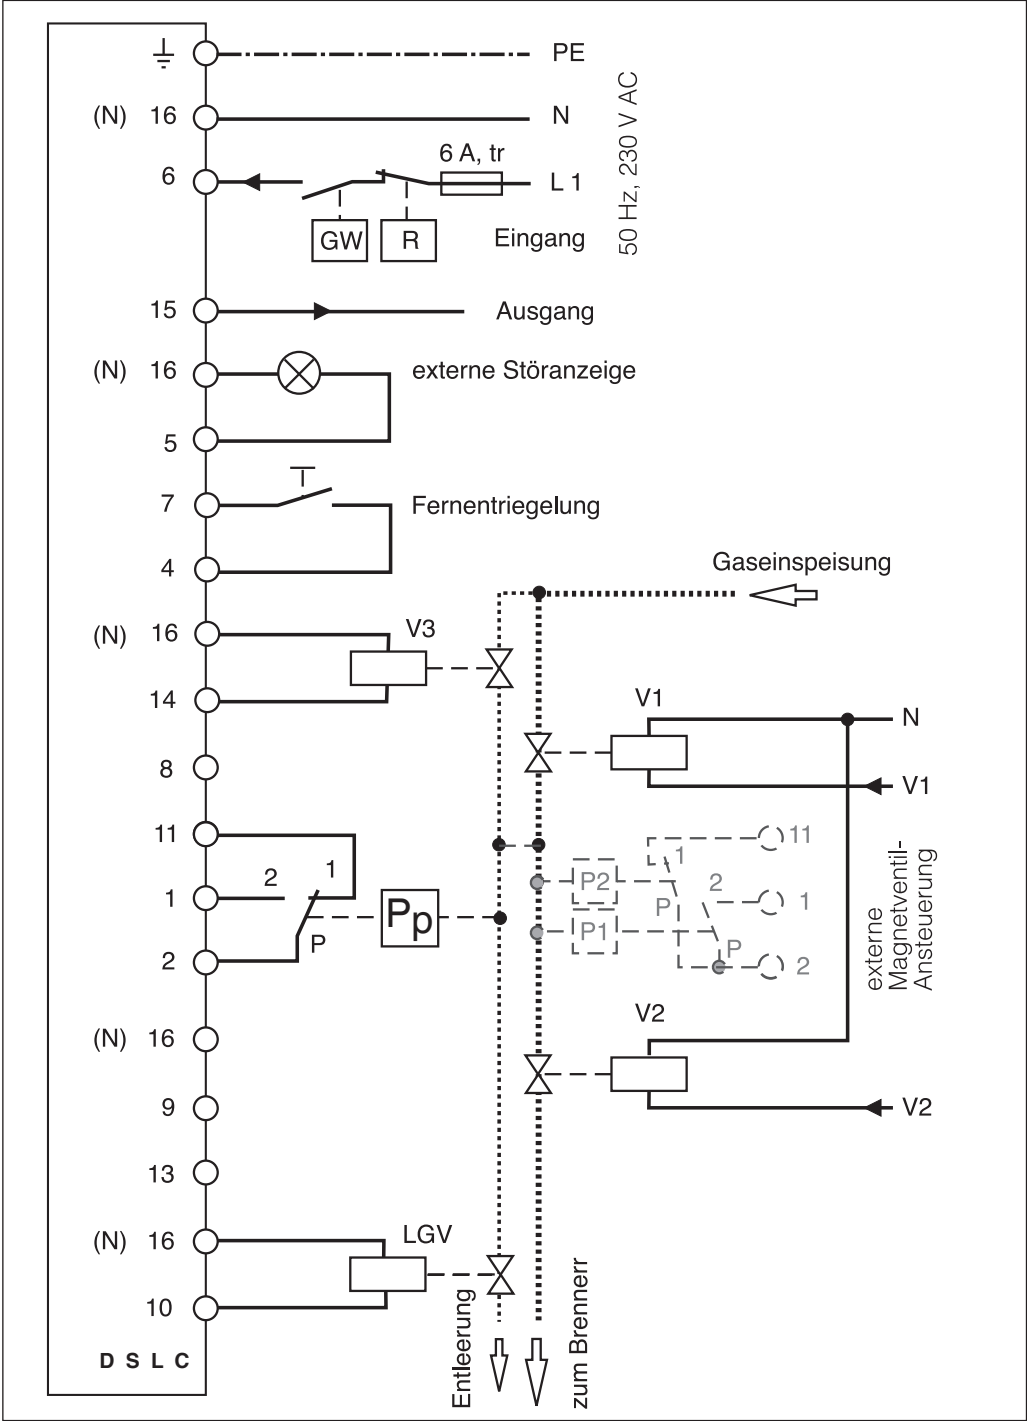 PE
(N) 16 N
6 A, tr
6 L 1
50 Hz, 230 V AC
GW R Eingang
15 Ausgang
(N) 16 externe Störanzeige
5
7 Fernentriegelung
4
Gaseinspeisung
(N) 16 V3
14
V1
N
8
V1
11
1 2 1
P
Pp
2
1 11
P2 2
P 1
P1
P
2
externe
Magnetventil-
Ansteuerung
V2
(N) 16
9
V2
13
(N) 16 LGV
10
Entleerung
zum Brennerr
D S L C